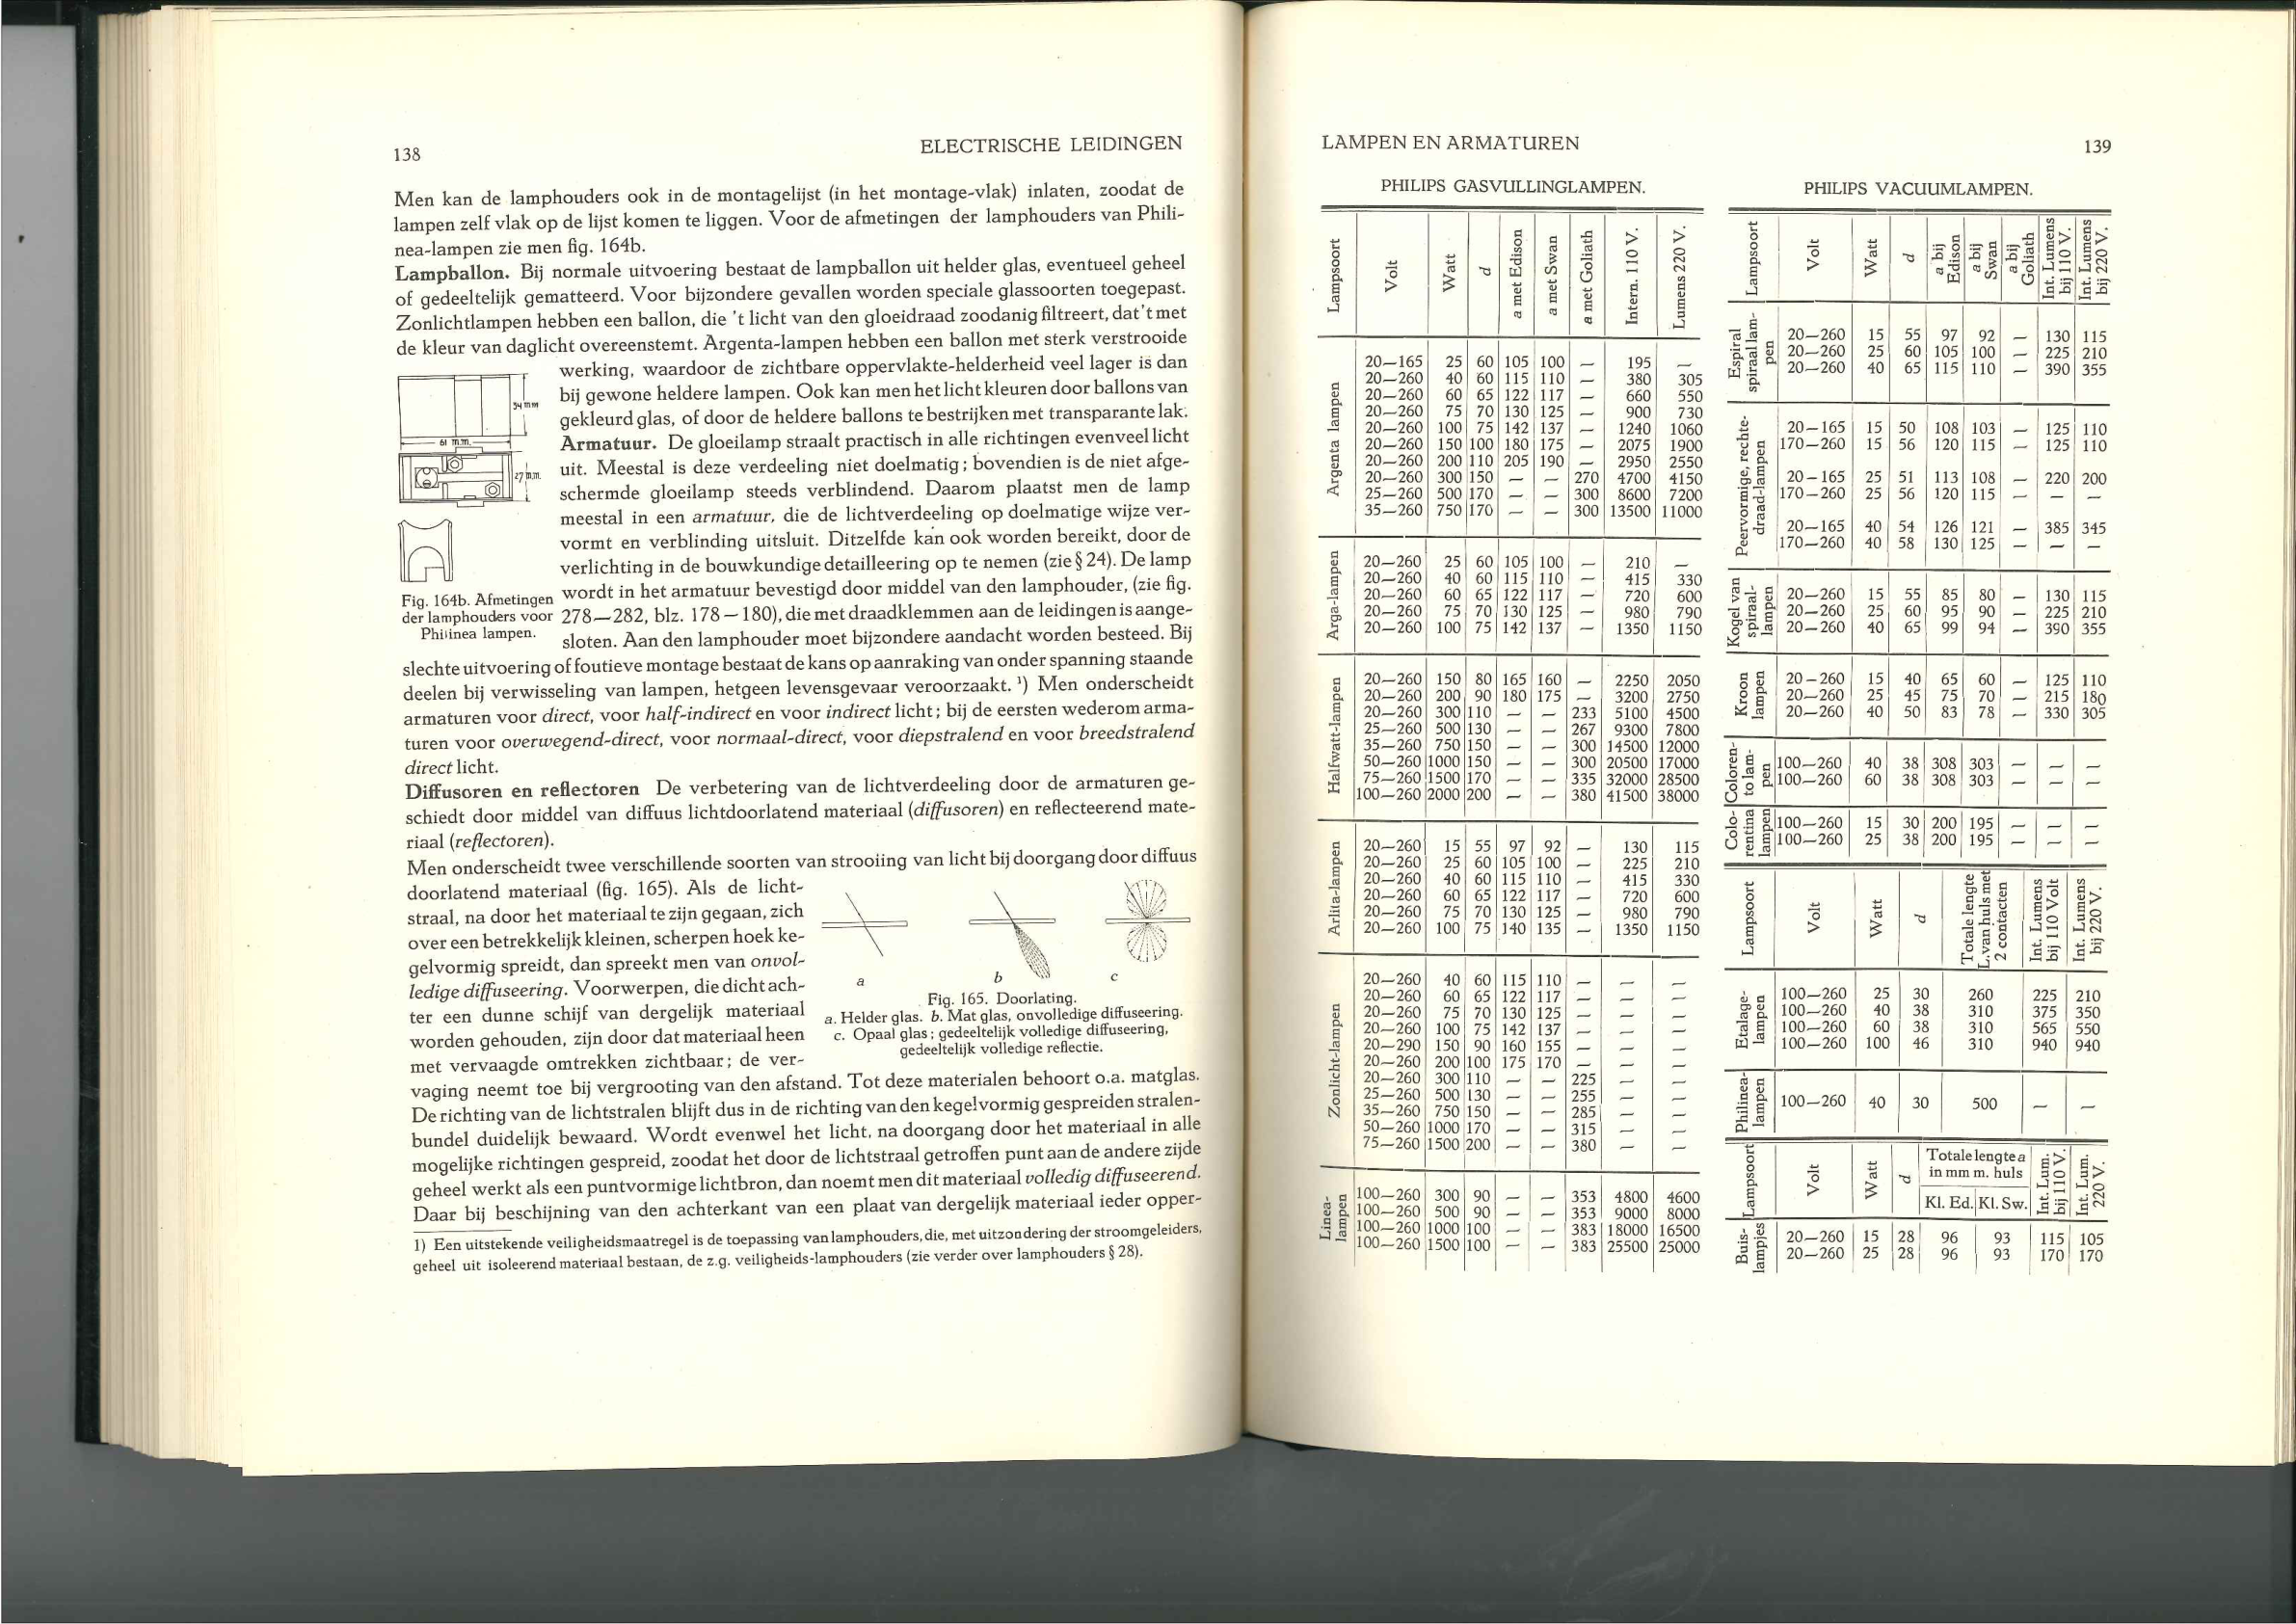 138
ELECTRISCHE LEIDINGEN
Men kan de lamphouders ook in de montagelijst (in het montage-vlak) inlaten, zoodat de
lampen zelf vlak op de lijst komen te liggen. Voor de afmetingen der lamphouders van Phili-
nea-lampen zie men fig. 164b.
Lampballon. Bij normale uitvoering bestaat de lampballon uit helder glas, eventueel geheel
of gedeeltelijk gematteerd. Voor bijzondere gevallen worden speciale glassoorten toegepast.
Zonlichtlampen hebben een ballon, die 't licht van den gloeidraad zoodanig filtreert, dat 't met
de kleur van daglicht overeenstemt. Argenta-lampen hebben een ballon met sterk verstrooide
werking, waardoor de zichtbare oppervlakte-helderheid veel lager is dan
bij gewone heldere lampen. Ook kan men het licht kleuren door ballons van
gekleurd glas, of door de heldere ballons te bestrijken met transparante lak.
Armatuur. De gloeilamp straalt practisch in alle richtingen evenveel licht
uit. Meestal is deze verdeeling niet doelmatig; bovendien is de niet afge-
schermde gloeilamp steeds verblindend. Daarom plaatst men de lamp
meestal in een armatuur, die de lichtverdeeling op doelmatige wijze ver-
vormt en verblinding uitsluit. Ditzelfde kan ook worden bereikt, door de
verlichting in de bouwkundige detailleering op te nemen (zie § 24). De lamp
wordt in het armatuur bevestigd door middel van den lamphouder, (zie fig.
278—282, blz. 178—180), die met draadklemmen aan de leidingen is aange-
sloten. Aan den lamphouder moet bijzondere aandacht worden besteed. Bij
54 mm
61 m.m.
27 m.m.
Fig. 164b. Afmetingen
der lamphouders voor
Philinea lampen.
slechte uitvoering of foutieve montage bestaat de kans op aanraking van onder spanning staande
deelen bij verwisseling van lampen, hetgeen levensgevaar veroorzaakt. ¹) Men onderscheidt
armaturen voor direct, voor half-indirect en voor indirect licht; bij de eersten wederom arma-
turen voor overwegend-direct, voor normaal-direct, voor diepstralend en voor breedstralend
direct licht.
Diffusoren en reflectoren De verbetering van de lichtverdeeling door de armaturen ge-
schiedt door middel van diffuus lichtdoorlatend materiaal (diffusoren) en reflecteerend mate-
riaal (reflectoren).
Men onderscheidt twee verschillende soorten van strooiing van licht bij doorgang door diffuus
doorlatend materiaal (fig. 165). Als de licht-
straal, na door het materiaal te zijn gegaan, zich
over een betrekkelijk kleinen, scherpen hoek ke-
gelvormig spreidt, dan spreekt men van onvol-
ledige diffuseering. Voorwerpen, die dicht ach-
ter een dunne schijf van dergelijk materiaal
worden gehouden, zijn door dat materiaal heen
met vervaagde omtrekken zichtbaar; de ver-
a b c
Fig. 165. Doorlating.
a. Helder glas. b. Mat glas, onvolledige diffuseering.
c. Opaal glas; gedeeltelijk volledige diffuseering,
gedeeltelijk volledige reflectie.
vaging neemt toe bij vergrooting van den afstand. Tot deze materialen behoort o.a. matglas.
De richting van de lichtstralen blijft dus in de richting van den kegelvormig gespreiden stralen-
bundel duidelijk bewaard. Wordt evenwel het licht, na doorgang door het materiaal in alle
mogelijke richtingen gespreid, zoodat het door de lichtstraal getroffen punt aan de andere zijde
geheel werkt als een puntvormige lichtbron, dan noemt men dit materiaal volledig diffuseerend.
Daar bij beschijning van den achterkant van een plaat van dergelijk materiaal ieder opper-
1) Een uitstekende veiligheidsmaatregel is de toepassing van lamphouders, die, met uitzondering der stroomgeleiders,
geheel uit isoleerend materiaal bestaan, de z.g. veiligheids-lamphouders (zie verder over lamphouders § 28).
LAMPEN EN ARMATUREN
139
PHILIPS GASVULLINGLAMPEN.
Lampsoort Volt Watt d a met Edison a met Swan a met Goliath Intern. 110 V. Lumens 220 V.
Argenta lampen
20—165 25 60 105 100 — 195 —
20—260 40 60 115 110 — 380 305
20—260 60 65 122 117 — 660 550
20—260 75 70 130 125 — 900 730
20—260 100 75 142 137 — 1240 1060
20—260 150 100 180 175 — 2075 1900
20—260 200 110 205 190 — 2950 2550
20—260 300 150 — — 270 4700 4150
25—260 500 170 — — 300 8600 7200
35—260 750 170 — — 300 13500 11000
Arga-lampen
20—260 25 60 105 100 — 210 —
20—260 40 60 115 110 — 415 330
20—260 60 65 122 117 — 720 600
20—260 75 70 130 125 — 980 790
20—260 100 75 142 137 — 1350 1150
Halfwatt-lampen
20—260 150 80 165 160 — 2250 2050
20—260 200 90 180 175 — 3200 2750
20—260 300 110 — — 233 5100 4500
25—260 500 130 — — 267 9300 7800
35—260 750 150 — — 300 14500 12000
50—260 1000 150 — — 300 20500 17000
75—260 1500 170 — — 335 32000 28500
100—260 2000 200 — — 380 41500 38000
Arlita-lampen
20—260 15 55 97 92 — 130 115
20—260 25 60 105 100 — 225 210
20—260 40 60 115 110 — 415 330
20—260 60 65 122 117 — 720 600
20—260 75 70 130 125 — 980 790
20—260 100 75 140 135 — 1350 1150
Zonlicht-lampen
20—260 40 60 115 110 — — —
20—260 60 65 122 117 — — —
20—260 75 70 130 125 — — —
20—260 100 75 142 137 — — —
20—290 150 90 160 155 — — —
20—260 200 100 175 170 — — —
20—260 300 110 — — 225 — —
25—260 500 130 — — 255 — —
35—260 750 150 — — 285 — —
50—260 1000 170 — — 315 — —
75—260 1500 200 — — 380 — —
Linea-
lampen
100—260 300 90 — — 353 4800 4600
100—260 500 90 — — 353 9000 8000
100—260 1000 100 — — 383 18000 16500
100—260 1500 100 — — 383 25500 25000
PHILIPS VACUUMLAMPEN.
Lampsoort Volt Watt d a bij Edison a bij Swan a bij Goliath Int. Lumens bij 110 V. Int. Lumens bij 220 V.
Espiral
spiraal lam-
pen
20—260 15 55 97 92 — 130 115
20—260 25 60 105 100 — 225 210
20—260 40 65 115 110 — 390 355
Peervormige, rechte-
draad-lampen
20—165 15 50 108 103 — 125 110
170—260 15 56 120 115 — 125 110
20—165 25 51 113 108 — 220 200
170—260 25 56 120 115 — — —
20—165 40 54 126 121 — 385 345
170—260 40 58 130 125 — — —
Kogel van
spiraal-
lampen
20—260 15 55 85 80 — 130 115
20—260 25 60 95 90 — 225 210
20—260 40 65 99 94 — 390 355
Kroon
lampen
20—260 15 40 65 60 — 125 110
20—260 25 45 75 70 — 215 180
20—260 40 50 83 78 — 330 305
Coloren-
to lam-
pen
100—260 40 38 308 303 — — —
100—260 60 38 308 303 — — —
Colo-
rentina
lampen
100—260 15 30 200 195 — — —
100—260 25 38 200 195 — — —
Lampsoort Volt Watt d Totale lengte L. van huls met 2 contacten Int. Lumens bij 110 Volt Int. Lumens bij 220 V.
Etalage-
lampen
100—260 25 30 260 225 210
100—260 40 38 310 375 350
100—260 60 38 310 565 550
100—260 100 46 310 940 940
Philinea-
lampen
100—260 40 30 500 — —
Lampsoort Volt Watt d Totale lengte a in mm m. huls Kl. Ed. Kl. Sw. Int. Lum. bij 110 V. Int. Lum. 220 V.
Buis-
lampjes
20—260 15 28 96 93 115 105
20—260 25 28 96 93 170 170